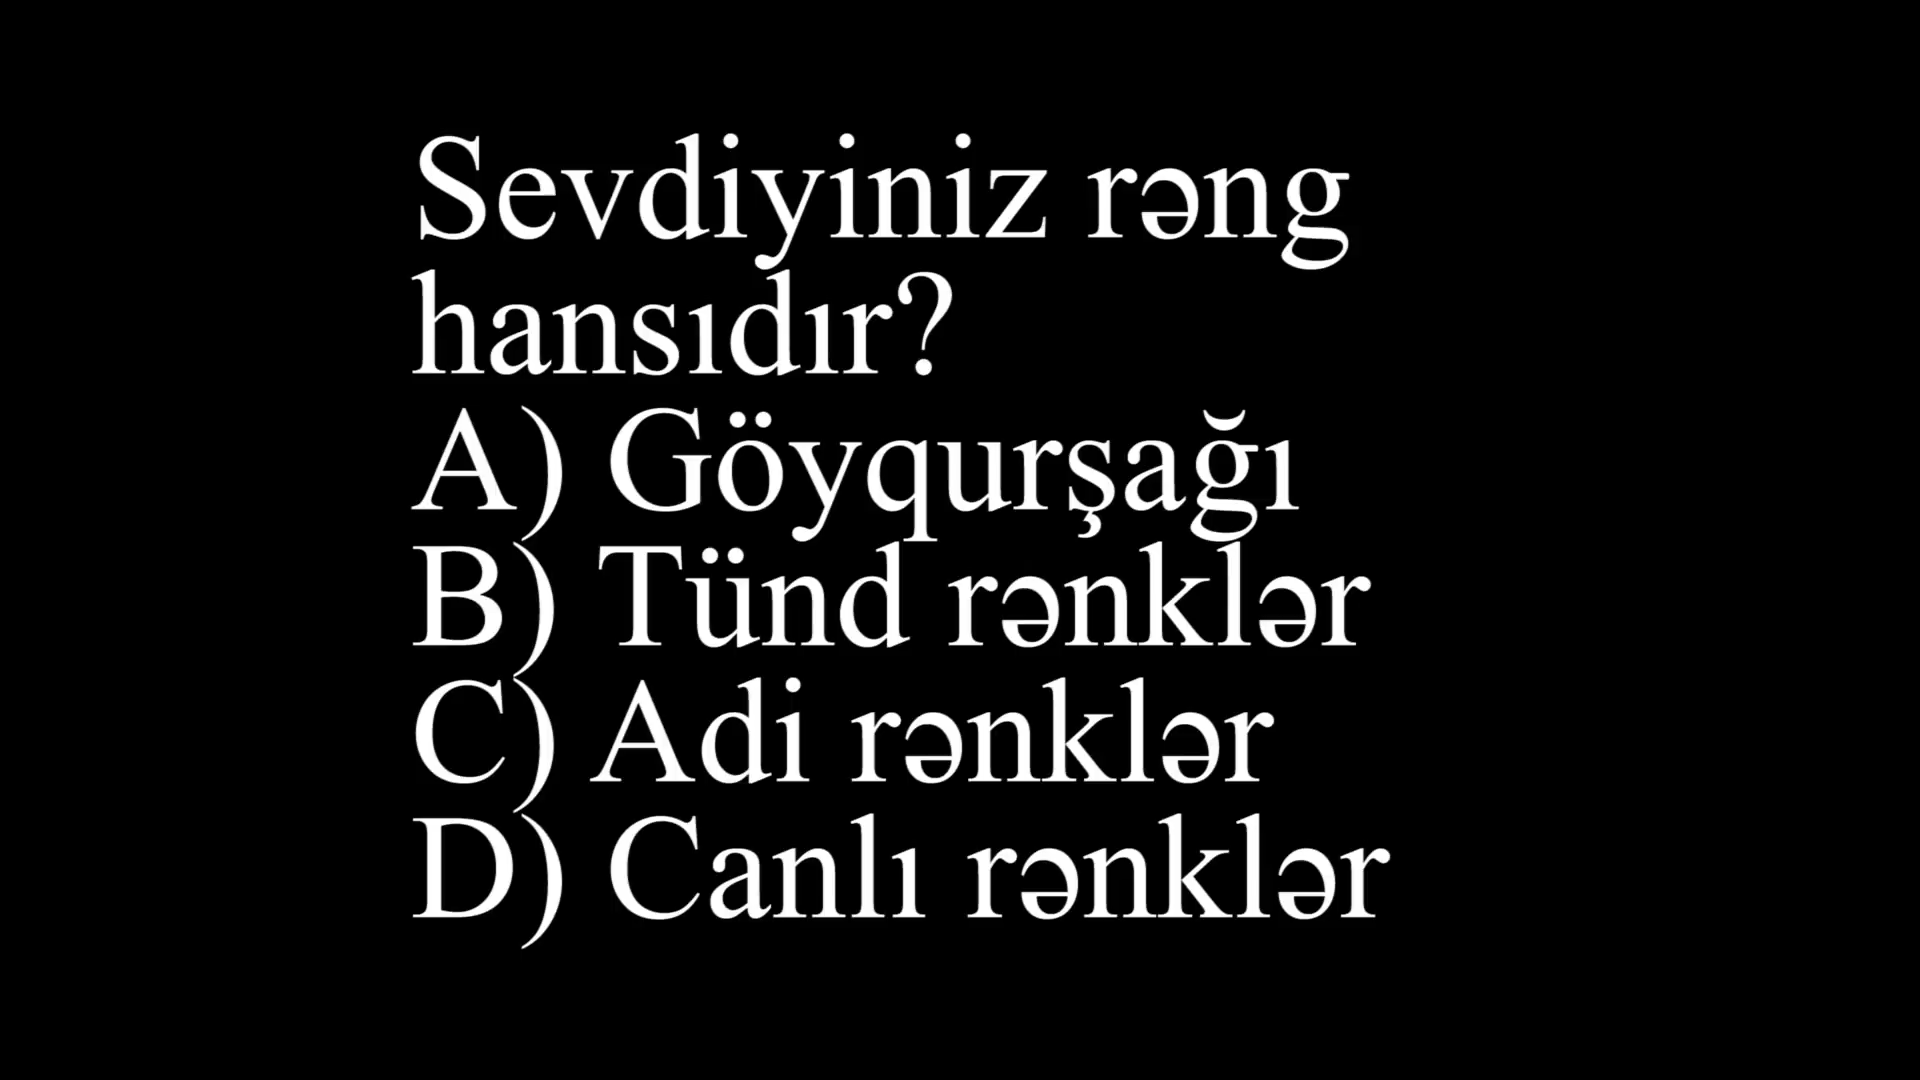 Sevdiyiniz rəng
hansıdır?
A) Göyqurşağı
B) Tünd rənklər
C) Adi rənklər
D) Canlı rənklər